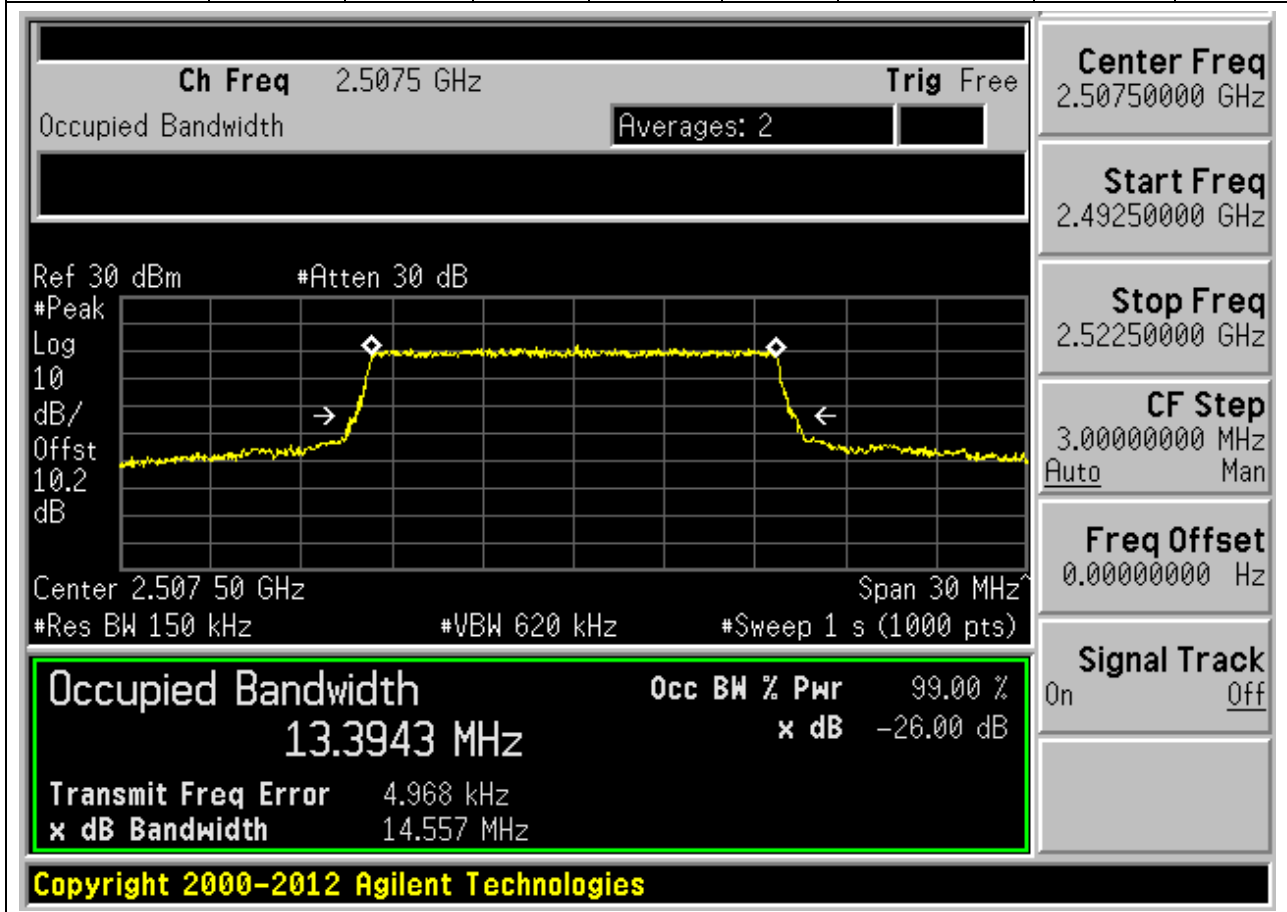 Ch Freq 2.5075 GHz Trig Free
Occupied Bandwidth Averages: 2
Ref 30 dBm #Atten 30 dB
#Peak
Log
10
dB/
Offst
10.2
dB
Center 2.507 50 GHz Span 30 MHz^
#Res BW 150 kHz #VBW 620 kHz #Sweep 1 s (1000 pts)
Occupied Bandwidth Occ BW % Pwr 99.00 %
13.3943 MHz x dB -26.00 dB
Transmit Freq Error 4.968 kHz
x dB Bandwidth 14.557 MHz
Copyright 2000-2012 Agilent Technologies
Center Freq
2.50750000 GHz
Start Freq
2.49250000 GHz
Stop Freq
2.52250000 GHz
CF Step
3.00000000 MHz
Auto Man
Freq Offset
0.00000000 Hz
Signal Track
On Off